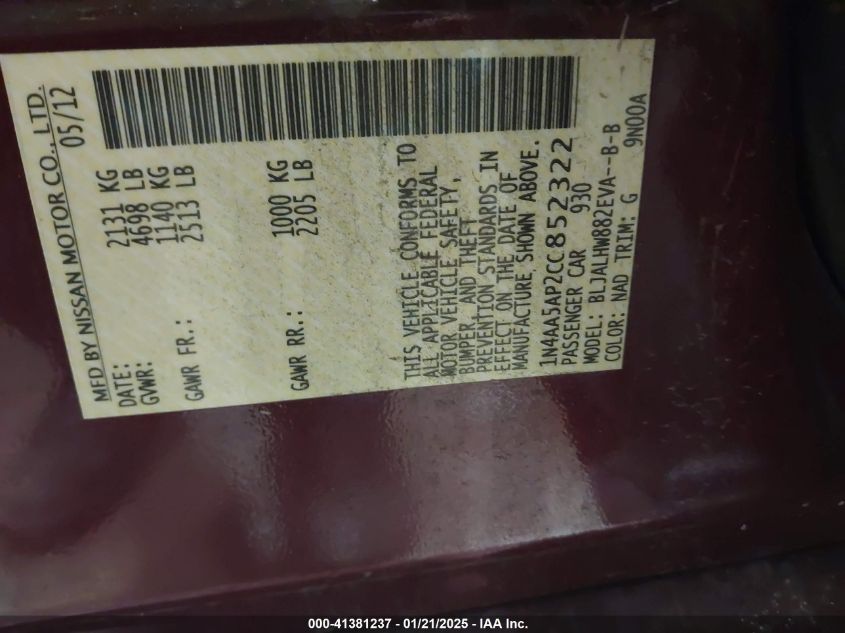 MFD BY NISSAN MOTOR CO., LTD.
DATE: 05/12
GVWR: 2131 KG
4698 LB
GAWR FR.: 1140 KG
2513 LB
GAWR RR.: 1000 KG
2205 LB
THIS VEHICLE CONFORMS TO
ALL APPLICABLE FEDERAL
MOTOR VEHICLE SAFETY,
BUMPER, AND THEFT
PREVENTION STANDARDS IN
EFFECT ON THE DATE OF
MANUFACTURE SHOWN ABOVE.
1N4AA5AP2CC852322
PASSENGER CAR 930
MODEL: BLJALHW882EVA--B-B
COLOR: NAD TRIM: G 9N00A
000-41381237 - 01/21/2025 - IAA Inc.